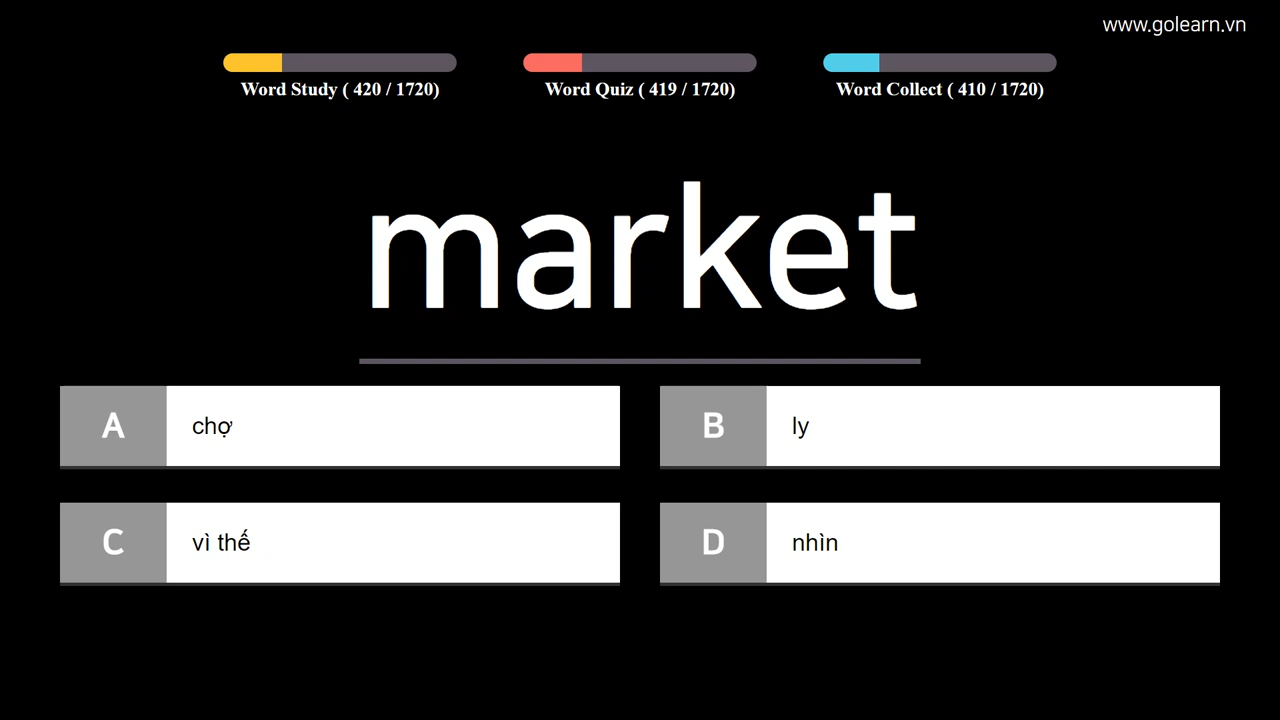 www.golearn.vn
Word Study ( 420 / 1720)
Word Quiz ( 419 / 1720)
Word Collect ( 410 / 1720)
market
A chợ
B ly
C vì thế
D nhìn